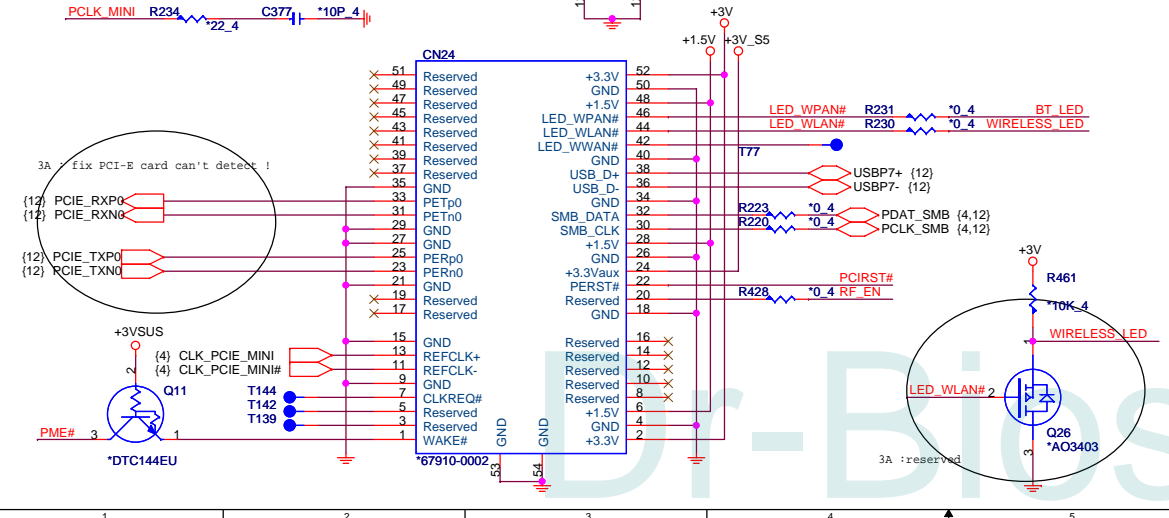 PCLK_MINI R234 *22_4 C377 *10P_4
+3V
+1.5V +3V_S5
CN24
51 Reserved +3.3V 52
49 Reserved GND 50
47 Reserved +1.5V 48
45 Reserved LED_WPAN# 46 LED_WPAN# R231 *0_4 BT_LED
43 Reserved LED_WLAN# 44 LED_WLAN# R230 *0_4 WIRELESS_LED
41 Reserved LED_WWAN# 42 T77
39 Reserved GND 40
37 Reserved USB_D+ 38 USBP7+ {12}
35 GND USB_D- 36 USBP7- {12}
3A : fix PCI-E card can't detect !
{12} PCIE_RXP0 33 PETp0 GND 34
{12} PCIE_RXN0 31 PETn0 SMB_DATA 32 R223 *0_4 PDAT_SMB {4,12}
29 GND SMB_CLK 30 R220 *0_4 PCLK_SMB {4,12}
27 GND +1.5V 28
{12} PCIE_TXP0 25 PERp0 GND 26
{12} PCIE_TXN0 23 PERn0 +3.3Vaux 24
21 GND PERST# 22 PCIRST#
19 Reserved Reserved 20 R428 *0_4 RF_EN
17 Reserved GND 18
15 GND Reserved 16
{4} CLK_PCIE_MINI 13 REFCLK+ Reserved 14
{4} CLK_PCIE_MINI# 11 REFCLK- Reserved 12
9 GND Reserved 10
T144 7 CLKREQ# Reserved 8
T142 5 Reserved +1.5V 6
T139 3 Reserved GND 4
1 WAKE# +3.3V 2
GND GND
*67910-0002 53 54
+3VSUS
2
Q11
PME# 3 1
*DTC144EU
+3V
R461
*10K_4
1 WIRELESS_LED
LED_WLAN# 2
Q26
*AO3403
3
3A :reserved
Dr-Bios
1 2 3 4 5